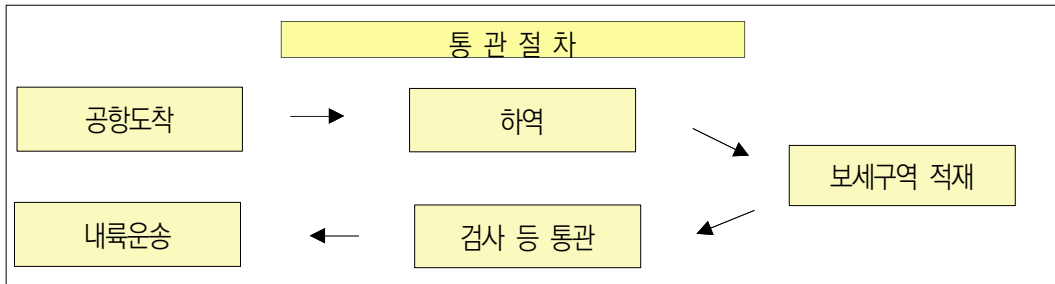 통 관 절 차
공항도착
하역
보세구역 적재
검사 등 통관
내륙운송